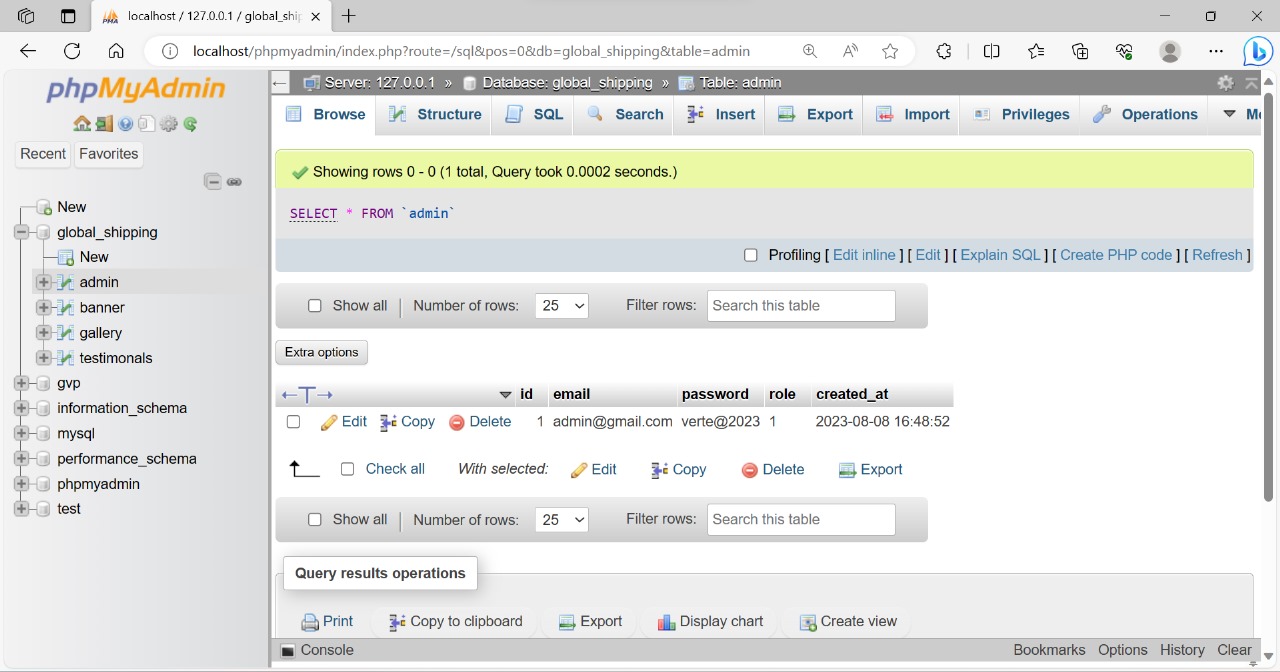 localhost / 127.0.0.1 / global_ship
localhost/phpmyadmin/index.php?route=/sql&pos=0&db=global_shipping&table=admin
phpMyAdmin
Recent Favorites
New
global_shipping
New
admin
banner
gallery
testimonals
gvp
information_schema
mysql
performance_schema
phpmyadmin
test
Server: 127.0.0.1 » Database: global_shipping » Table: admin
Browse Structure SQL Search Insert Export Import Privileges Operations
Showing rows 0 - 0 (1 total, Query took 0.0002 seconds.)
SELECT * FROM `admin`
Profiling [ Edit inline ] [ Edit ] [ Explain SQL ] [ Create PHP code ] [ Refresh ]
Show all | Number of rows: 25 Filter rows: Search this table
Extra options
←T→ id email password role created_at
Edit Copy Delete 1 admin@gmail.com verte@2023 1 2023-08-08 16:48:52
Check all With selected: Edit Copy Delete Export
Show all | Number of rows: 25 Filter rows: Search this table
Query results operations
Print Copy to clipboard Export Display chart Create view
Console Bookmarks Options History Clear